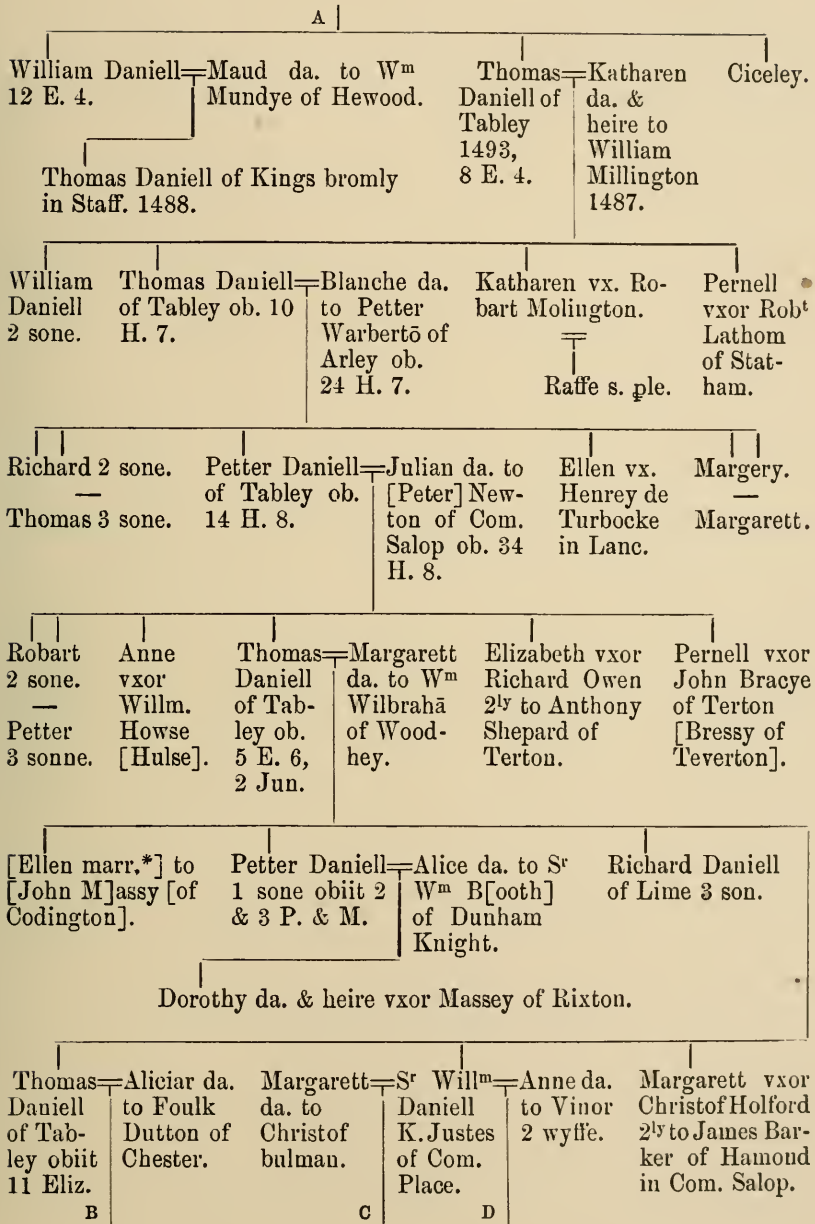 A
William Daniell=Maud da. to Wm
12 E. 4. Mundye of Hewood.
Thomas=Katharen
Daniell of da. &
Tabley heire to
1493, William
8 E. 4. Millington
1487.
Ciceley.
Thomas Daniell of Kings bromly
in Staff. 1488.
William
Daniell
2 sone.
Thomas Daniell=Blanche da.
of Tabley ob. 10 to Petter
H. 7. Warbertō of
Arley ob.
24 H. 7.
Katharen vx. Ro-
bart Molington.
Raffe s. ple.
Pernell
vxor Robt
Lathom
of Stat-
ham.
Richard 2 sone.
—
Thomas 3 sone.
Petter Daniell=Julian da. to
of Tabley ob. [Peter] New-
14 H. 8. ton of Com.
Salop ob. 34
H. 8.
Ellen vx.
Henrey de
Turbocke
in Lanc.
Margery.
—
Margarett.
Robart
2 sone.
—
Petter
3 sonne.
Anne
vxor
Willm.
Howse
[Hulse].
Thomas=Margarett
Daniell da. to Wm
of Tab- Wilbrahā
ley ob. of Wood-
5 E. 6, hey.
2 Jun.
Elizabeth vxor
Richard Owen
2ly to Anthony
Shepard of
Terton.
Pernell vxor
John Bracye
of Terton
[Bressy of
Teverton].
[Ellen marr.*] to
[John M]assy [of
Codington].
Petter Daniell=Alice da. to Sr
1 sone obiit 2 Wm B[ooth]
& 3 P. & M. of Dunham
Knight.
Richard Daniell
of Lime 3 son.
Dorothy da. & heire vxor Massey of Rixton.
Thomas=Aliciar da.
Daniell to Foulk
of Tab- Dutton of
ley obiit Chester.
11 Eliz.
B
Margarett=Sr Willm=Anne da.
da. to Daniell to Vinor
Christof K. Justes 2 wyffe.
bulman. of Com.
Place.
C D
Margarett vxor
Christof Holford
2ly to James Bar-
ker of Hamond
in Com. Salop.